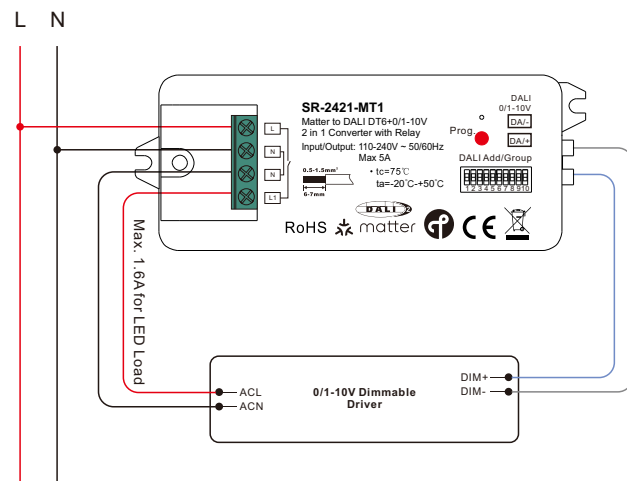 L N
SR-2421-MT1
Matter to DALI DT6+0/1-10V
2 in 1 Converter with Relay
Input/Output: 110-240V ~ 50/60Hz
Max 5A
0.5-1.5mm²
6-7mm
• tc=75℃
ta=-20℃-+50℃
Prog.
DALI
0/1-10V
DA/-
DA/+
DALI Add/Group
1 2 3 4 5 6 7 8 9 10
L
N
N
L1
RoHS
matter
DALI 2
CE
Max. 1.6A for LED Load
ACL
ACN
0/1-10V Dimmable
Driver
DIM+
DIM-